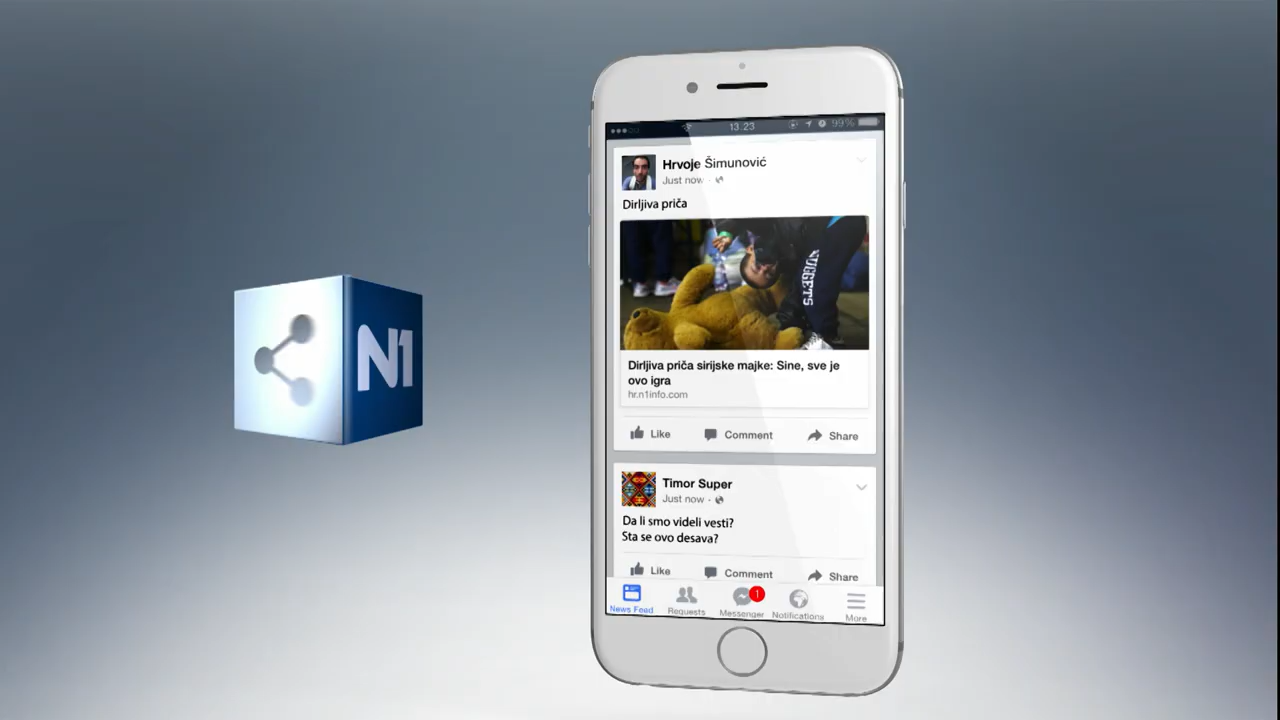 13:23
99%
Hrvoje Šimunović
Just now
Dirljiva priča
NUGGETS
Dirljiva priča sirijske majke: Sine, sve je
ovo igra
hr.n1info.com
Like Comment Share
N1
Timor Super
Just now
Da li smo videli vesti?
Sta se ovo desava?
Like Comment Share
1
News Feed Requests Messenger Notifications More